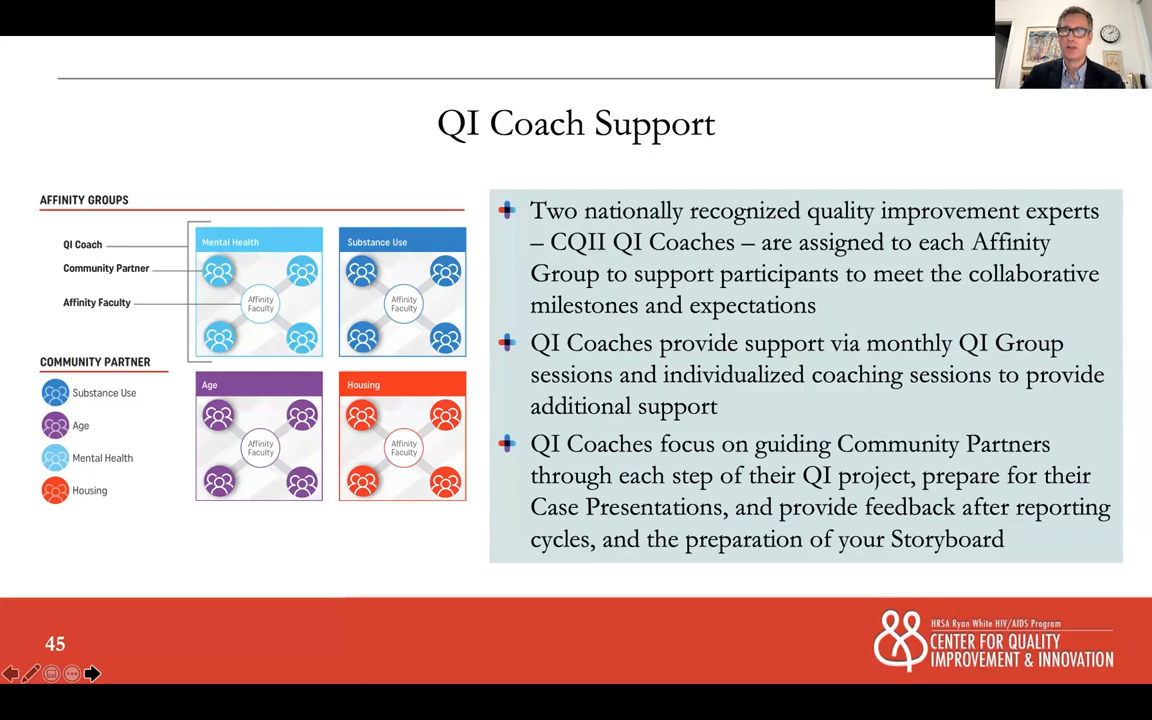 QI Coach Support
AFFINITY GROUPS
QI Coach
Community Partner
Affinity Faculty
Mental Health
Affinity
Faculty
Substance Use
Affinity
Faculty
Age
Affinity
Faculty
Housing
Affinity
Faculty
COMMUNITY PARTNER
Substance Use
Age
Mental Health
Housing
Two nationally recognized quality improvement experts
– CQII QI Coaches – are assigned to each Affinity
Group to support participants to meet the collaborative
milestones and expectations
QI Coaches provide support via monthly QI Group
sessions and individualized coaching sessions to provide
additional support
QI Coaches focus on guiding Community Partners
through each step of their QI project, prepare for their
Case Presentations, and provide feedback after reporting
cycles, and the preparation of your Storyboard
45
HRSA Ryan White HIV/AIDS Program
CENTER FOR QUALITY
IMPROVEMENT & INNOVATION